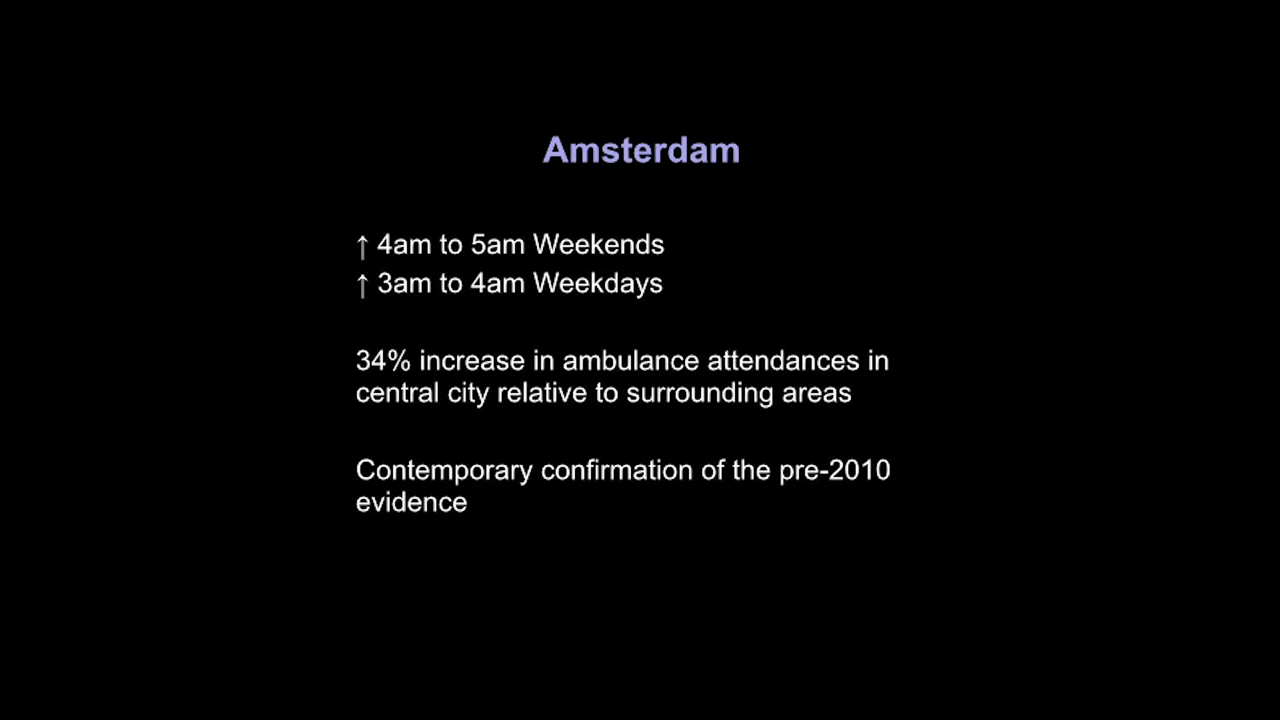 Amsterdam
↑ 4am to 5am Weekends
↑ 3am to 4am Weekdays
34% increase in ambulance attendances in
central city relative to surrounding areas
Contemporary confirmation of the pre-2010
evidence